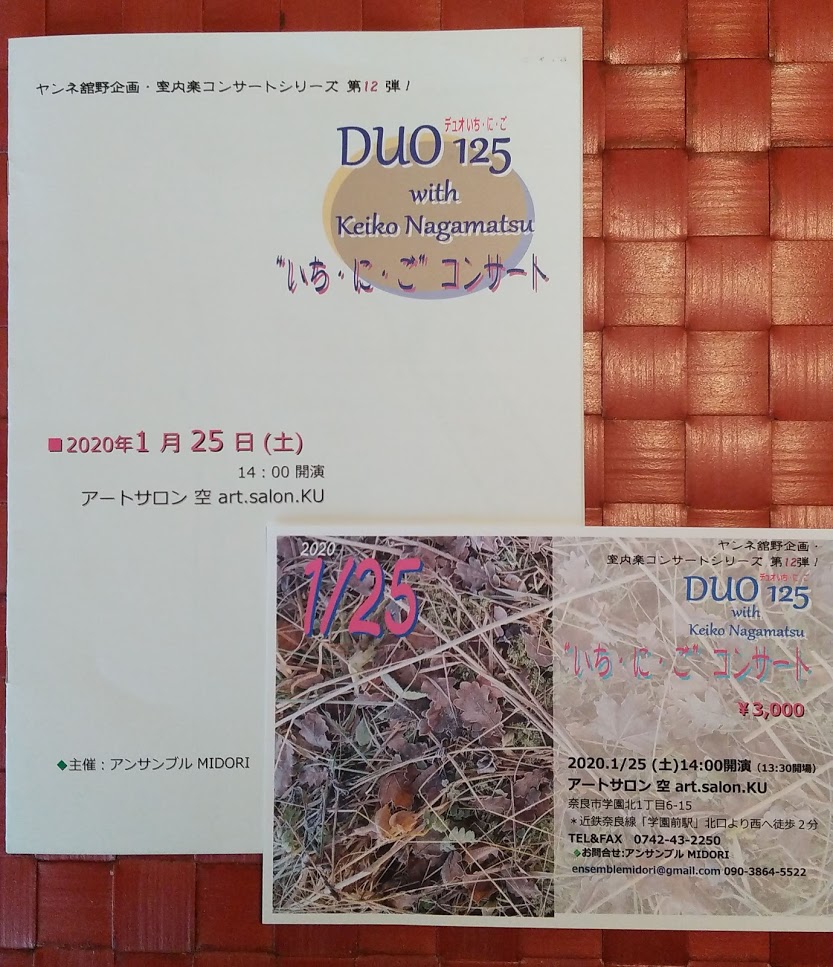 ヤンネ舘野企画・室内楽コンサートシリーズ 第12 弾！
デュオ いち・に・ご
DUO 125
with
Keiko Nagamatsu
"いち・に・ご" コンサート
■2020年1 月 25 日 (土)
14：00 開演
アートサロン 空 art.salon.KU
◆主催：アンサンブル MIDORI
2020
1/25
ヤンネ舘野企画・
室内楽コンサートシリーズ 第12弾！
デュオ いち・に・ご
DUO 125
with
Keiko Nagamatsu
"いち・に・ご" コンサート
￥3,000
2020.1/25 (土)14:00開演（13:30開場）
アートサロン 空 art.salon.KU
奈良市学園北1丁目6-15
＊近鉄奈良線「学園前駅」北口より西へ徒歩２分
TEL&FAX 0742-43-2250
◆お問合せ:アンサンブル MIDORI
ensemblemidori@gmail.com 090-3864-5522